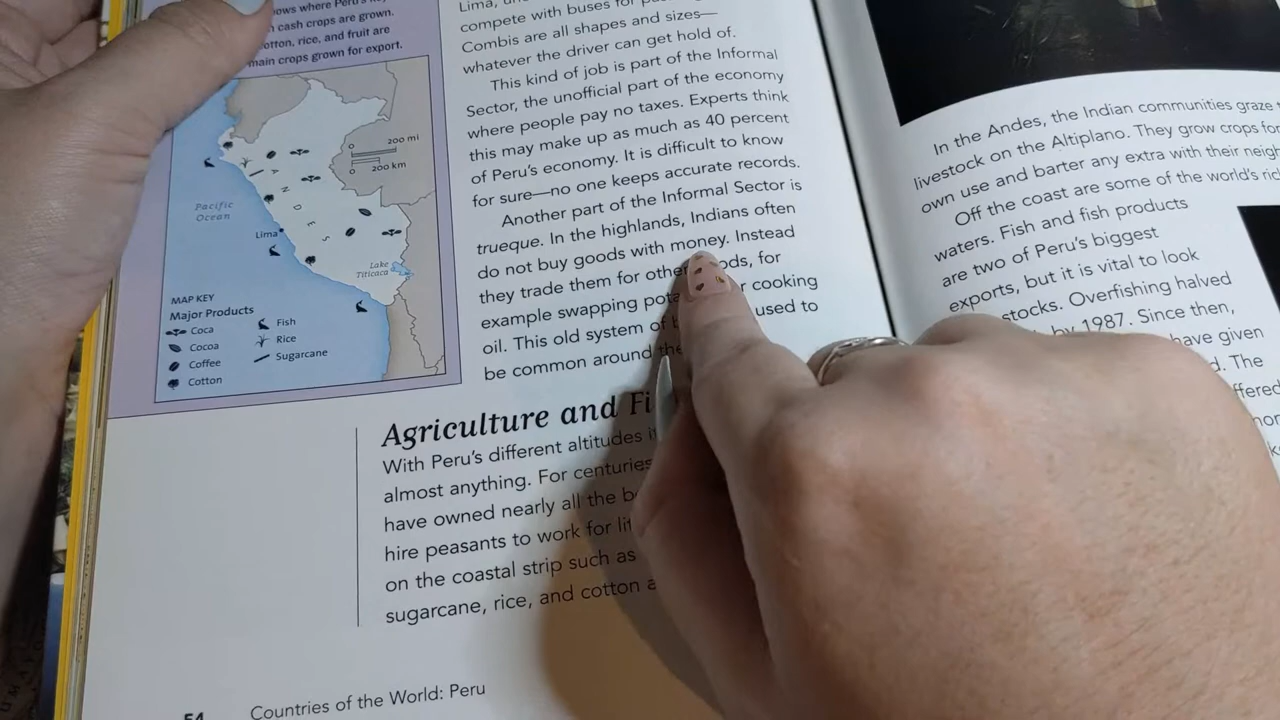 ows where Peru's
cash crops are grown.
otton, rice, and fruit are
main crops grown for export.
200 mi
0
200 km
0
Pacific
Ocean
A N D E S
Lima
Lake
Titicaca
MAP KEY
Major Products
Coca
Cocoa
Coffee
Cotton
Fish
Rice
Sugarcane
Lima,
compete with buses for
Combis are all shapes and sizes—
whatever the driver can get hold of.
This kind of job is part of the Informal
Sector, the unofficial part of the economy
where people pay no taxes. Experts think
this may make up as much as 40 percent
of Peru's economy. It is difficult to know
for sure—no one keeps accurate records.
Another part of the Informal Sector is
trueque. In the highlands, Indians often
do not buy goods with money. Instead
they trade them for other ods, for
example swapping pota r cooking
oil. This old system of used to
be common around the
Agriculture and Fi
With Peru's different altitudes i
almost anything. For centuries
have owned nearly all the b
hire peasants to work for li
on the coastal strip such as
sugarcane, rice, and cotton a
54 Countries of the World: Peru
In the Andes, the Indian communities graze
livestock on the Altiplano. They grow crops for
own use and barter any extra with their neigh
Off the coast are some of the world's ric
waters. Fish and fish products
are two of Peru's biggest
exports, but it is vital to look
stocks. Overfishing halved
by 1987. Since then,
have given
d. The
ffered